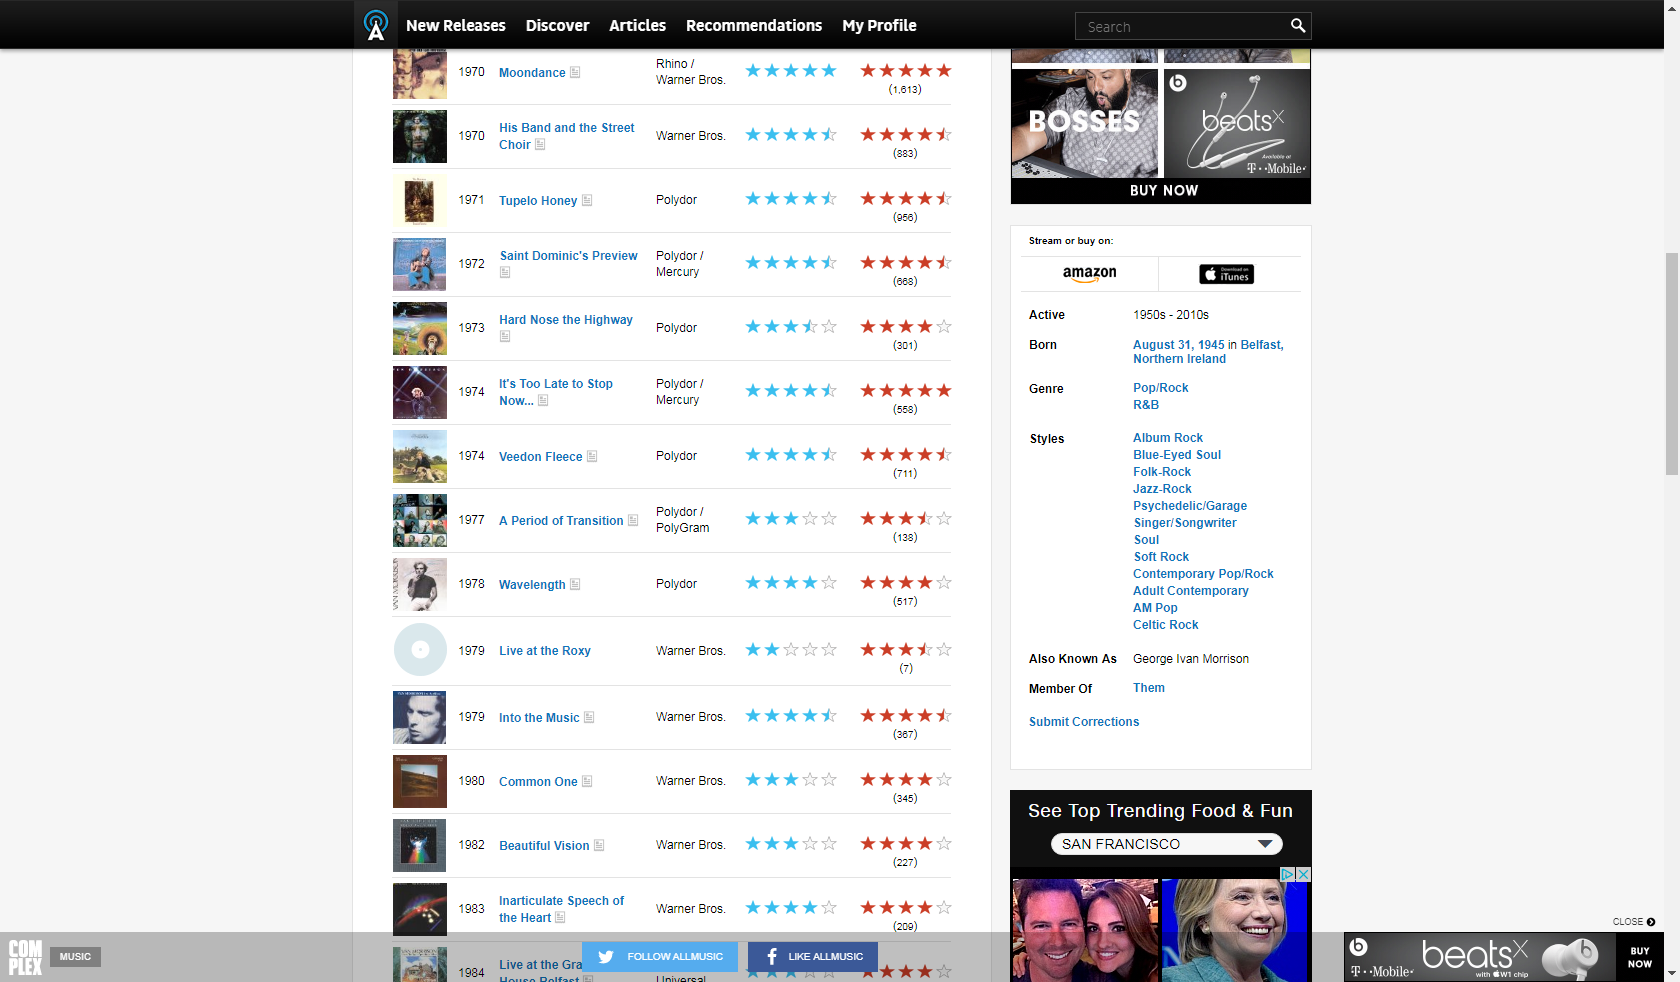 New Releases Discover Articles Recommendations My Profile Search
1970 Moondance Rhino / Warner Bros. (1,613)
1970 His Band and the Street Choir Warner Bros. (883)
1971 Tupelo Honey Polydor (956)
1972 Saint Dominic's Preview Polydor / Mercury (668)
1973 Hard Nose the Highway Polydor (301)
1974 It's Too Late to Stop Now... Polydor / Mercury (558)
1974 Veedon Fleece Polydor (711)
1977 A Period of Transition Polydor / PolyGram (138)
1978 Wavelength Polydor (517)
1979 Live at the Roxy Warner Bros. (7)
1979 Into the Music Warner Bros. (367)
1980 Common One Warner Bros. (345)
1982 Beautiful Vision Warner Bros. (227)
1983 Inarticulate Speech of the Heart Warner Bros. (209)
1984 Live at the Gra
House Belfast Universal
BOSSES
beatsX
Available at
T-Mobile
BUY NOW
Stream or buy on:
amazon
Download on iTunes
Active 1950s - 2010s
Born August 31, 1945 in Belfast,
Northern Ireland
Genre Pop/Rock
R&B
Styles Album Rock
Blue-Eyed Soul
Folk-Rock
Jazz-Rock
Psychedelic/Garage
Singer/Songwriter
Soul
Soft Rock
Contemporary Pop/Rock
Adult Contemporary
AM Pop
Celtic Rock
Also Known As George Ivan Morrison
Member Of Them
Submit Corrections
See Top Trending Food & Fun
SAN FRANCISCO
CLOSE
COM
PLEX
MUSIC
FOLLOW ALLMUSIC
LIKE ALLMUSIC
T-Mobile
beatsX
with W1 chip
BUY
NOW